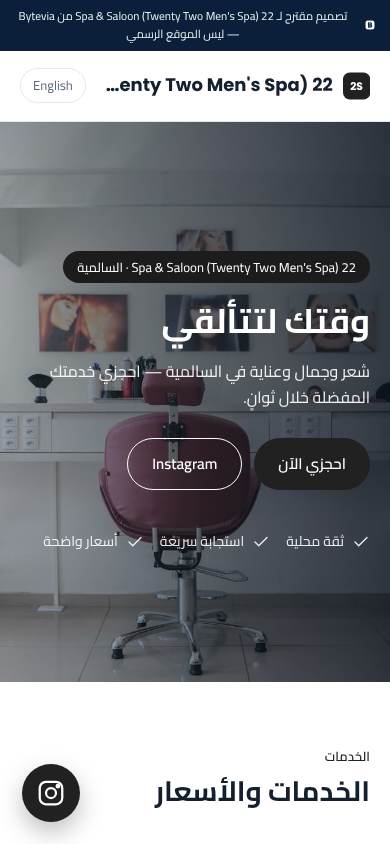 تصميم مقترح لـ 22 Spa & Saloon (Twenty Two Men's Spa) من Bytevia
— ليس الموقع الرسمي
B
2S
22 (enty Two Men's Spa...
English
22 Spa & Saloon (Twenty Two Men's Spa) · السالمية
وقتك لتتألقي
شعر وجمال وعناية في السالمية — احجزي خدمتك
المفضلة خلال ثوانٍ.
احجزي الآن
Instagram
ثقة محلية
استجابة سريعة
أسعار واضحة
الخدمات
الخدمات والأسعار